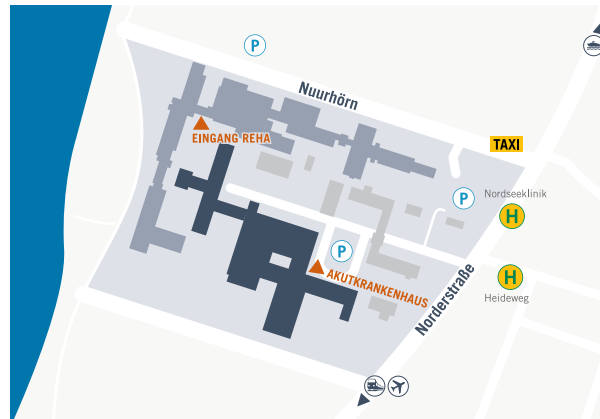 P
Nuurhörn
EINGANG REHA
TAXI
Nordseeklinik
P
H
P
AKUTKRANKENHAUS
H
Heideweg
Norderstraße